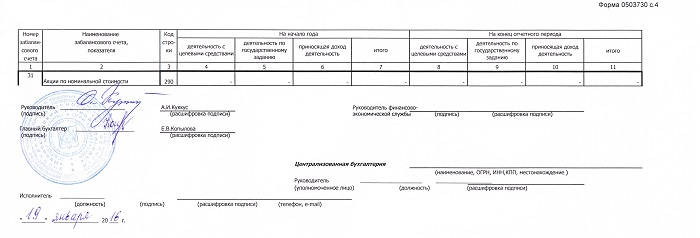 Форма 0503730 с.4
Номер забалансового счета Наименование забалансового счета, показателя Код строки На начало года На конец отчетного периода
деятельность с целевыми средствами деятельность по государственному заданию приносящая доход деятельность итого деятельность с целевыми средствами деятельность по государственному заданию приносящая доход деятельность итого
1 2 3 4 5 6 7 8 9 10 11
31 Акции по номинальной стоимости 290 - - - - - - - -
Руководитель А.И.Куккус Руководитель финансово-
(подпись) (расшифровка подписи) экономической службы (подпись) (расшифровка подписи)
Главный бухгалтер Е.В.Копылова
(подпись) (расшифровка подписи)
Централизованная бухгалтерия
(наименование, ОГРН, ИНН,КПП, местонахождение )
Руководитель
(уполномоченное лицо) (должность) (подпись) (расшифровка подписи)
Исполнитель
(должность) (подпись) (расшифровка подписи) (телефон, e-mail)
" 19 " января 2016 г.